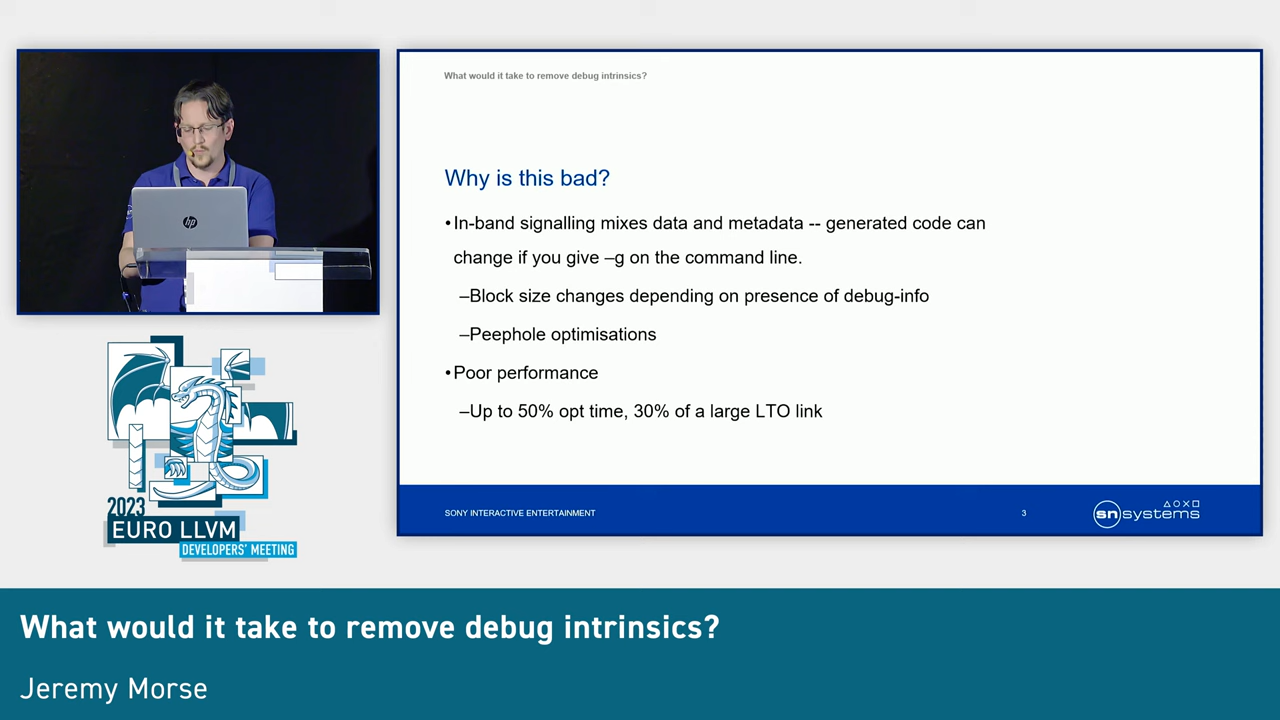 What would it take to remove debug intrinsics?
Why is this bad?
•In-band signalling mixes data and metadata -- generated code can
change if you give –g on the command line.
–Block size changes depending on presence of debug-info
–Peephole optimisations
•Poor performance
–Up to 50% opt time, 30% of a large LTO link
SONY INTERACTIVE ENTERTAINMENT
3
sn systems
hp
2023
EURO LLVM
DEVELOPERS' MEETING
What would it take to remove debug intrinsics?
Jeremy Morse